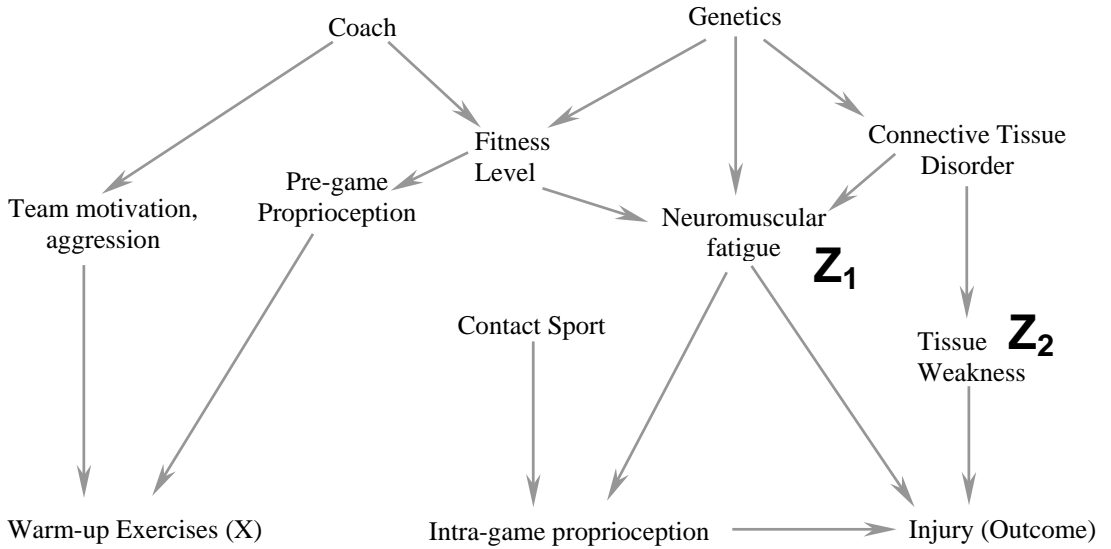 Coach
Genetics
Fitness
Level
Connective Tissue
Disorder
Pre-game
Proprioception
Team motivation,
aggression
Neuromuscular
fatigue
Z₁
Contact Sport
Tissue
Weakness
Z₂
Warm-up Exercises (X)
Intra-game proprioception
Injury (Outcome)